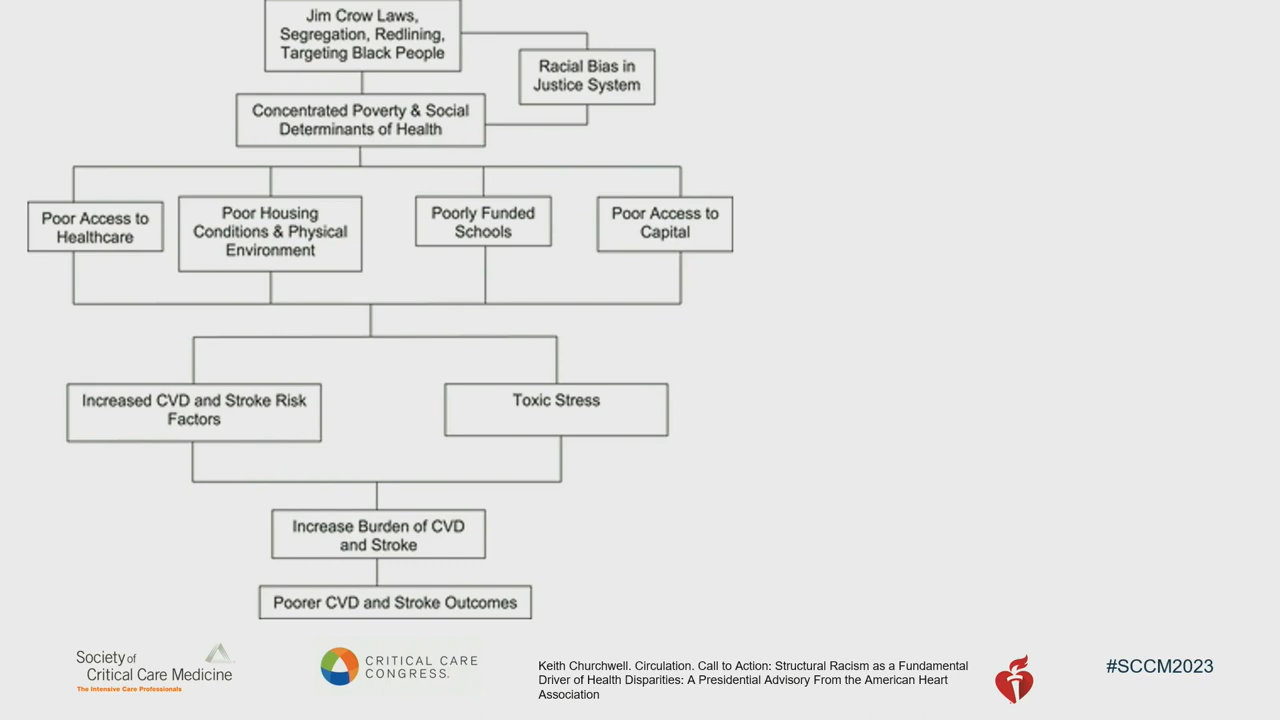 Jim Crow Laws,
Segregation, Redlining,
Targeting Black People
Racial Bias in
Justice System
Concentrated Poverty & Social
Determinants of Health
Poor Access to
Healthcare
Poor Housing
Conditions & Physical
Environment
Poorly Funded
Schools
Poor Access to
Capital
Increased CVD and Stroke Risk
Factors
Toxic Stress
Increase Burden of CVD
and Stroke
Poorer CVD and Stroke Outcomes
Society of
Critical Care Medicine
The Intensive Care Professionals
CRITICAL CARE
CONGRESS.
Keith Churchwell. Circulation. Call to Action: Structural Racism as a Fundamental
Driver of Health Disparities: A Presidential Advisory From the American Heart
Association
#SCCM2023